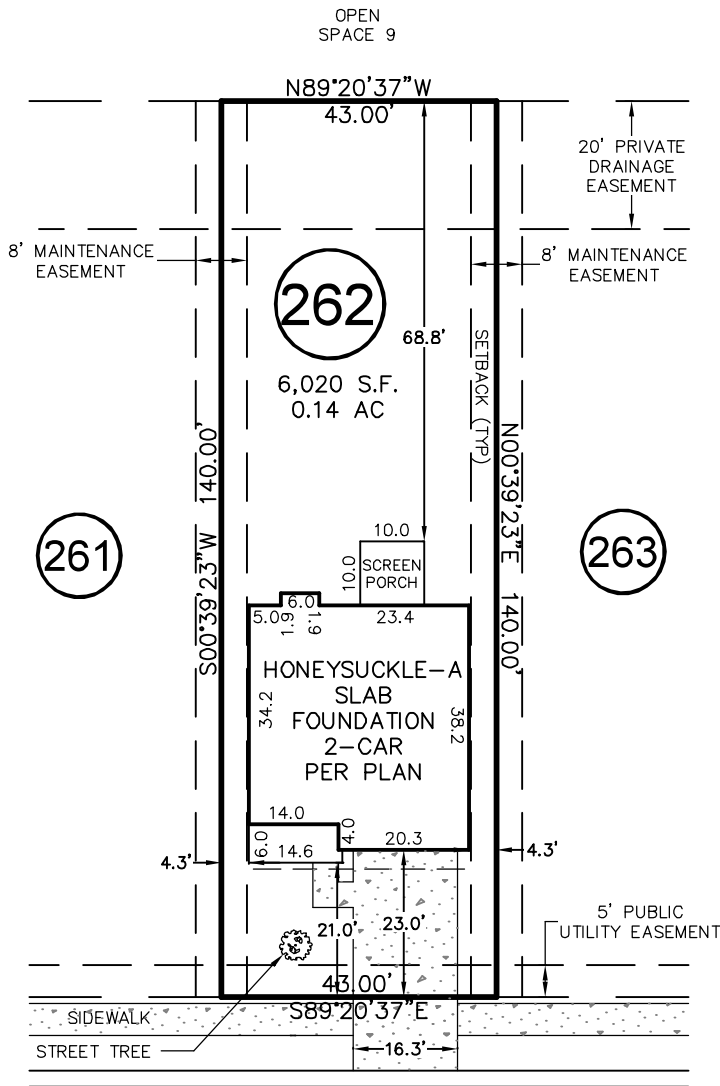 OPEN
SPACE 9
N89°20'37"W
43.00'
20' PRIVATE
DRAINAGE
EASEMENT
8' MAINTENANCE
EASEMENT
8' MAINTENANCE
EASEMENT
262
68.8'
SETBACK (TYP)
6,020 S.F.
0.14 AC
S00°39'23"W 140.00'
N00°39'23"E 140.00'
261
263
10.0
10.0
SCREEN
PORCH
6.0
5.0
6.1
1.9
23.4
HONEYSUCKLE-A
SLAB
FOUNDATION
2-CAR
PER PLAN
34.2
38.2
14.0
6.0
4.0
14.6
20.3
4.3'
4.3'
21.0'
23.0'
5' PUBLIC
UTILITY EASEMENT
43.00'
S89°20'37"E
SIDEWALK
STREET TREE
16.3'